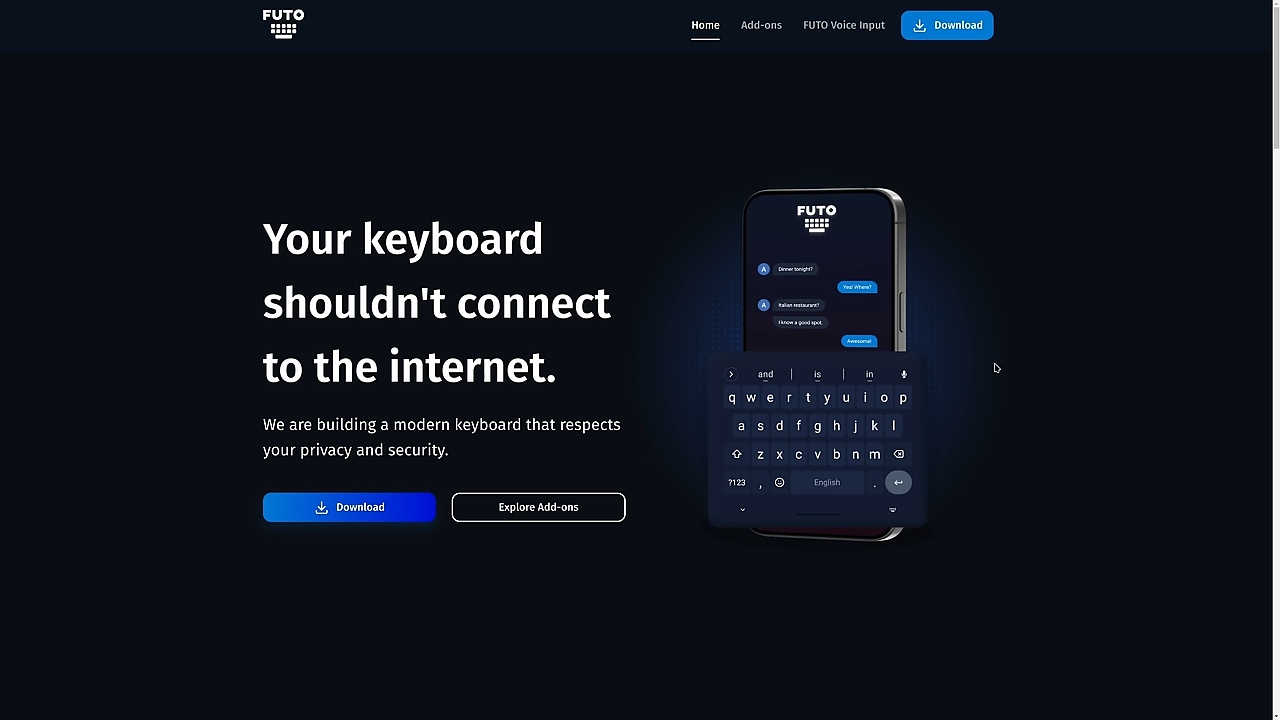 FUTO
Home
Add-ons
FUTO Voice Input
Download
Your keyboard
shouldn't connect
to the internet.
We are building a modern keyboard that respects
your privacy and security.
Download
Explore Add-ons
FUTO
A
Dinner tonight?
Yes! Where?
A
Italian restaurant?
I know a good spot.
Awesome!
and | is | in
q w e r t y u i o p
a s d f g h j k l
z x c v b n m
?123 , English .